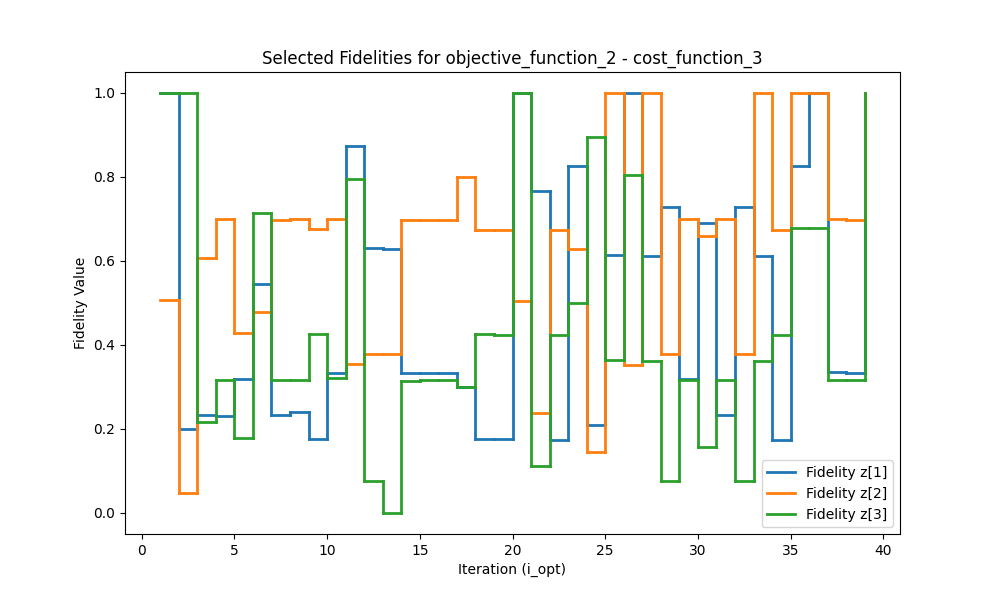 Selected Fidelities for objective_function_2 - cost_function_3
Fidelity Value
1.0
0.8
0.6
0.4
0.2
0.0
0 5 10 15 20 25 30 35 40
Iteration (i_opt)
Fidelity z[1]
Fidelity z[2]
Fidelity z[3]